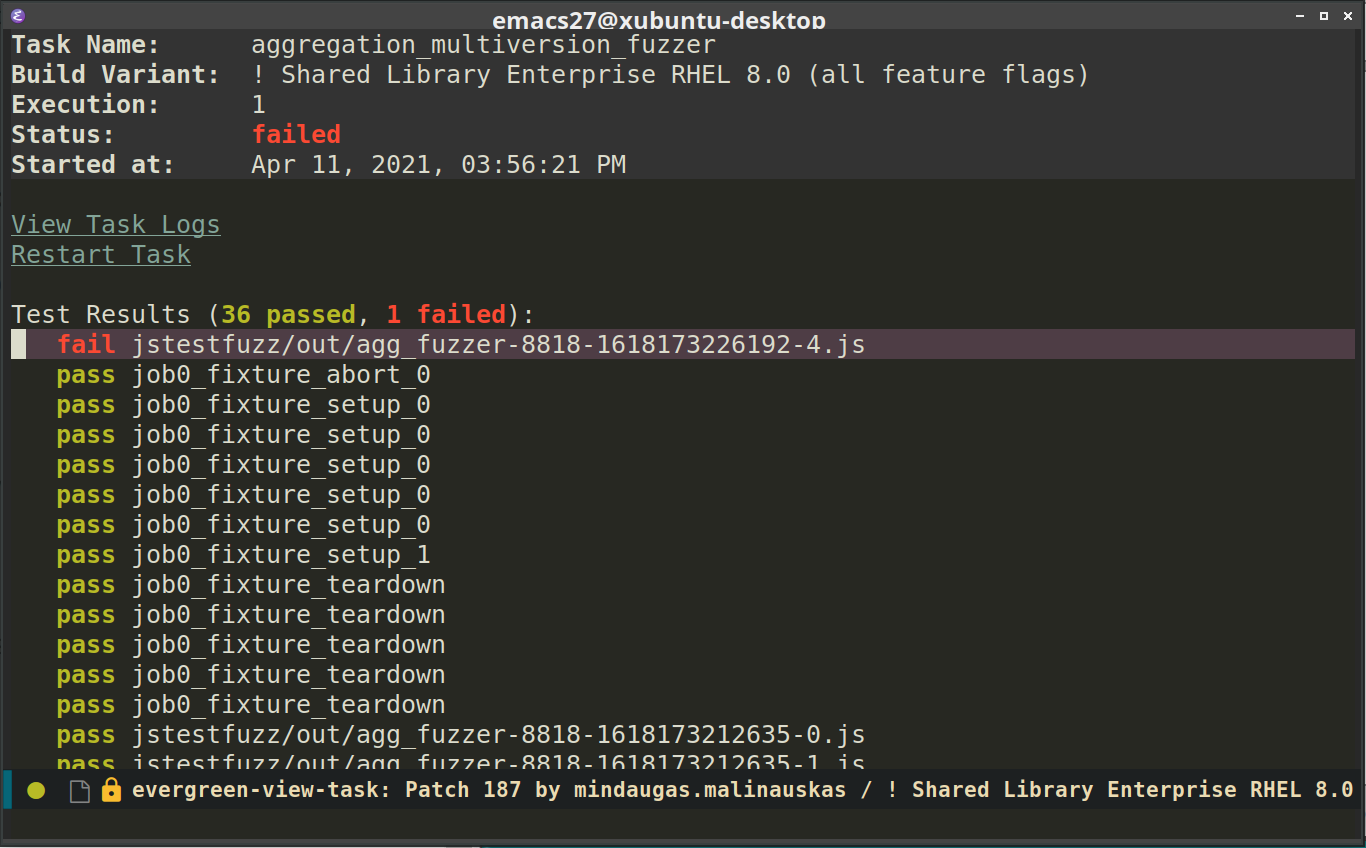 emacs27@xubuntu-desktop
Task Name: aggregation_multiversion_fuzzer
Build Variant: ! Shared Library Enterprise RHEL 8.0 (all feature flags)
Execution: 1
Status: failed
Started at: Apr 11, 2021, 03:56:21 PM
View Task Logs
Restart Task
Test Results (36 passed, 1 failed):
fail jstestfuzz/out/agg_fuzzer-8818-1618173226192-4.js
pass job0_fixture_abort_0
pass job0_fixture_setup_0
pass job0_fixture_setup_0
pass job0_fixture_setup_0
pass job0_fixture_setup_0
pass job0_fixture_setup_0
pass job0_fixture_setup_1
pass job0_fixture_teardown
pass job0_fixture_teardown
pass job0_fixture_teardown
pass job0_fixture_teardown
pass job0_fixture_teardown
pass jstestfuzz/out/agg_fuzzer-8818-1618173212635-0.js
pass jstestfuzz/out/agg_fuzzer-8818-1618173212635-1.js
evergreen-view-task: Patch 187 by mindaugas.malinauskas / ! Shared Library Enterprise RHEL 8.0